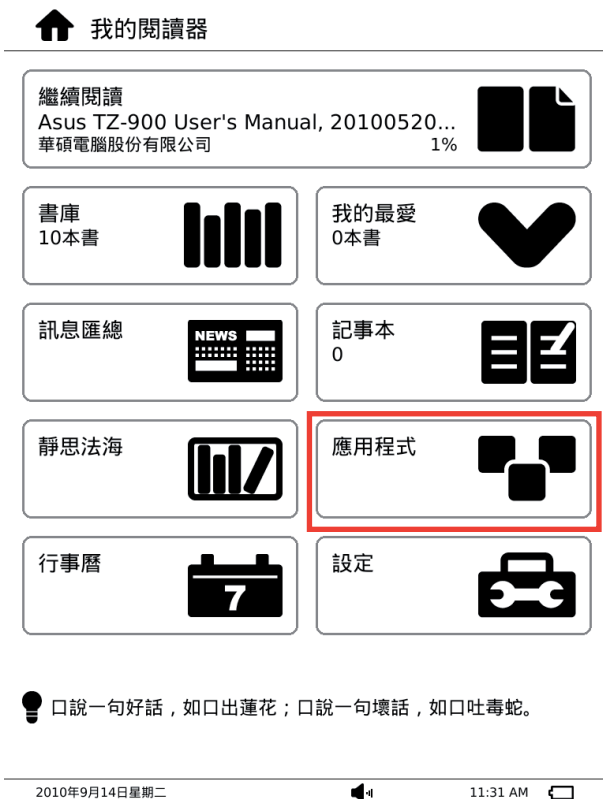 我的閱讀器
繼續閱讀
Asus TZ-900 User's Manual, 20100520...
華碩電腦股份有限公司 1%
書庫
10本書
我的最愛
0本書
訊息匯總
NEWS
記事本
0
靜思法海
應用程式
行事曆
7
設定
口說一句好話，如口出蓮花；口說一句壞話，如口吐毒蛇。
2010年9月14日星期二 11:31 AM